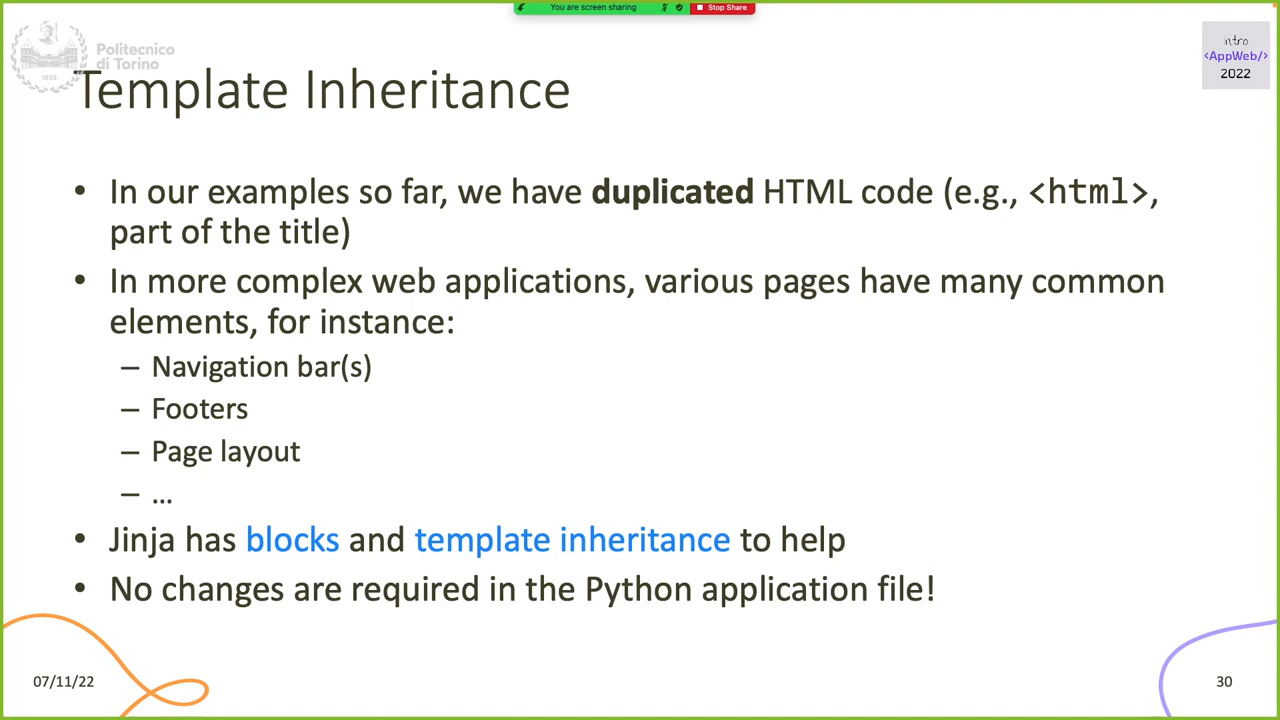 You are screen sharing
Stop Share
Politecnico
di Torino
1859
intro
<AppWeb/>
2022
Template Inheritance
• In our examples so far, we have duplicated HTML code (e.g., <html>,
part of the title)
• In more complex web applications, various pages have many common
elements, for instance:
– Navigation bar(s)
– Footers
– Page layout
– …
• Jinja has blocks and template inheritance to help
• No changes are required in the Python application file!
07/11/22
30